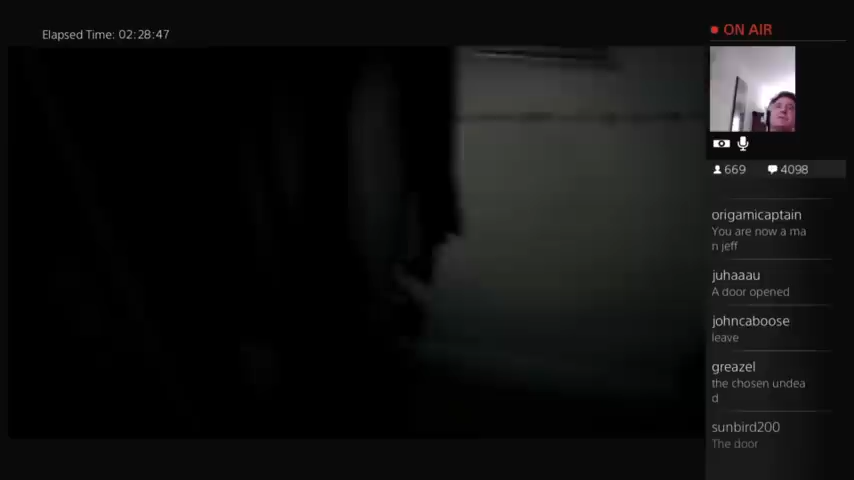 Elapsed Time: 02:28:47
ON AIR
669 4098
origamicaptain
You are now a ma
n jeff
juhaaau
A door opened
johncaboose
leave
greazel
the chosen undea
d
sunbird200
The door